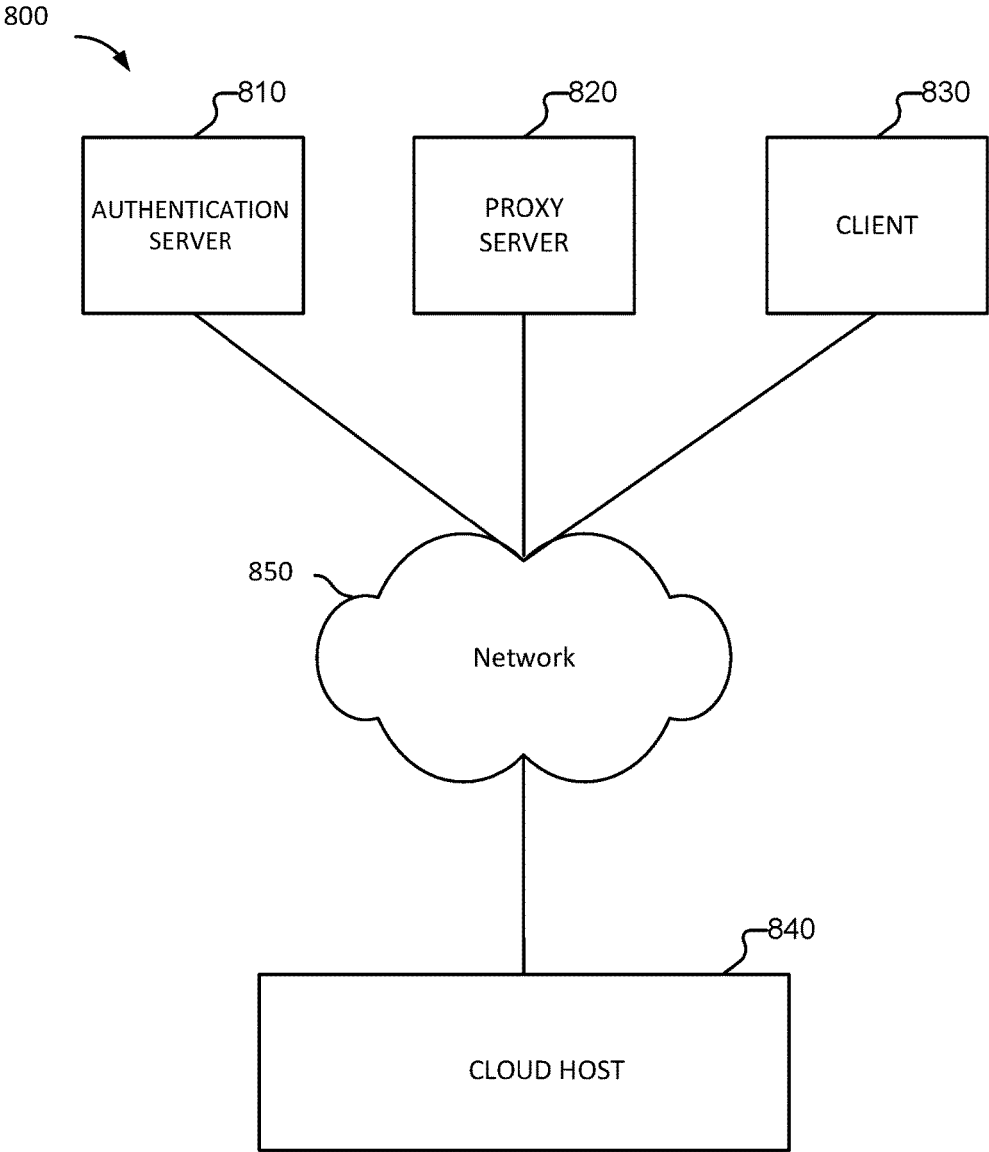 800
810
820
830
AUTHENTICATION
SERVER
PROXY
SERVER
CLIENT
850
Network
840
CLOUD HOST